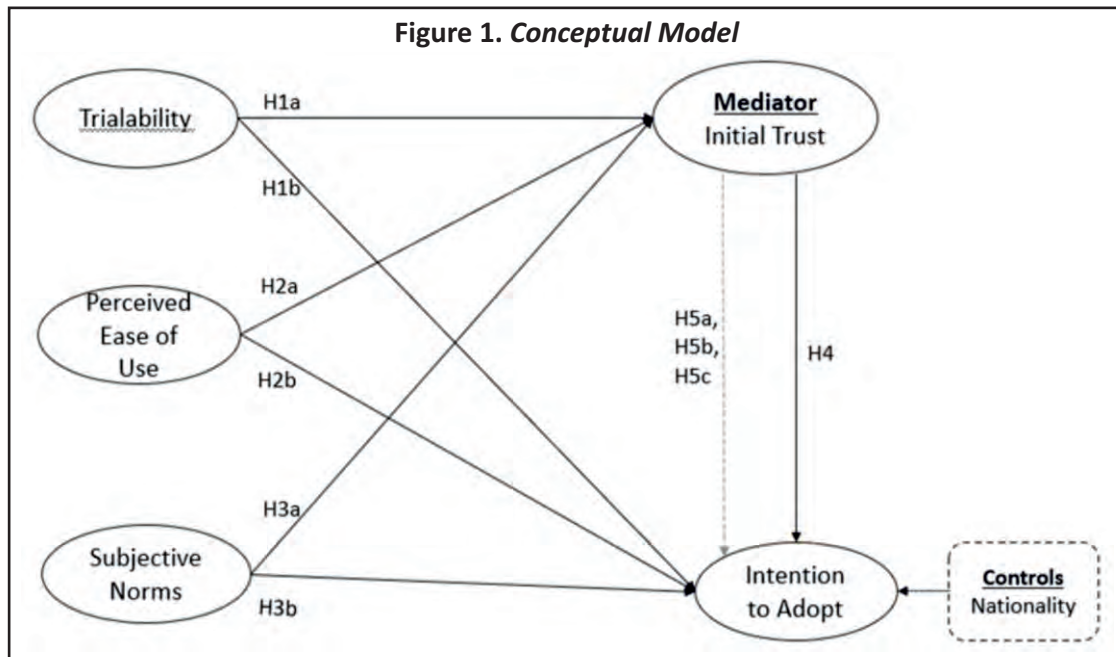 Figure 1. Conceptual Model
Trialability
H1a
Mediator
Initial Trust
H1b
Perceived
Ease of
Use
H2a
H2b
H5a,
H5b,
H5c
H4
Subjective
Norms
H3a
H3b
Intention
to Adopt
Controls
Nationality